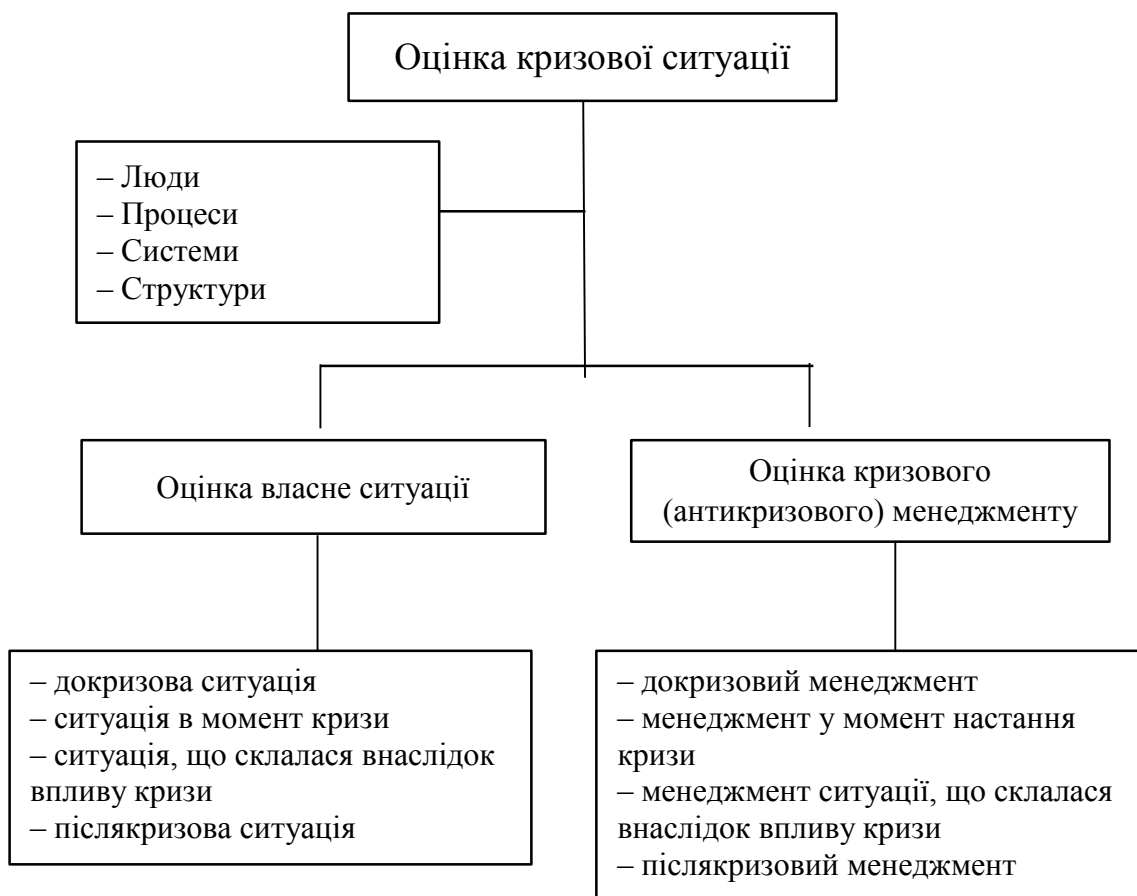 Оцінка кризової ситуації
– Люди
– Процеси
– Системи
– Структури
Оцінка власне ситуації
Оцінка кризового
(антикризового) менеджменту
– докризова ситуація
– ситуація в момент кризи
– ситуація, що склалася внаслідок
впливу кризи
– післякризова ситуація
– докризовий менеджмент
– менеджмент у момент настання
кризи
– менеджмент ситуації, що склалася
внаслідок впливу кризи
– післякризовий менеджмент